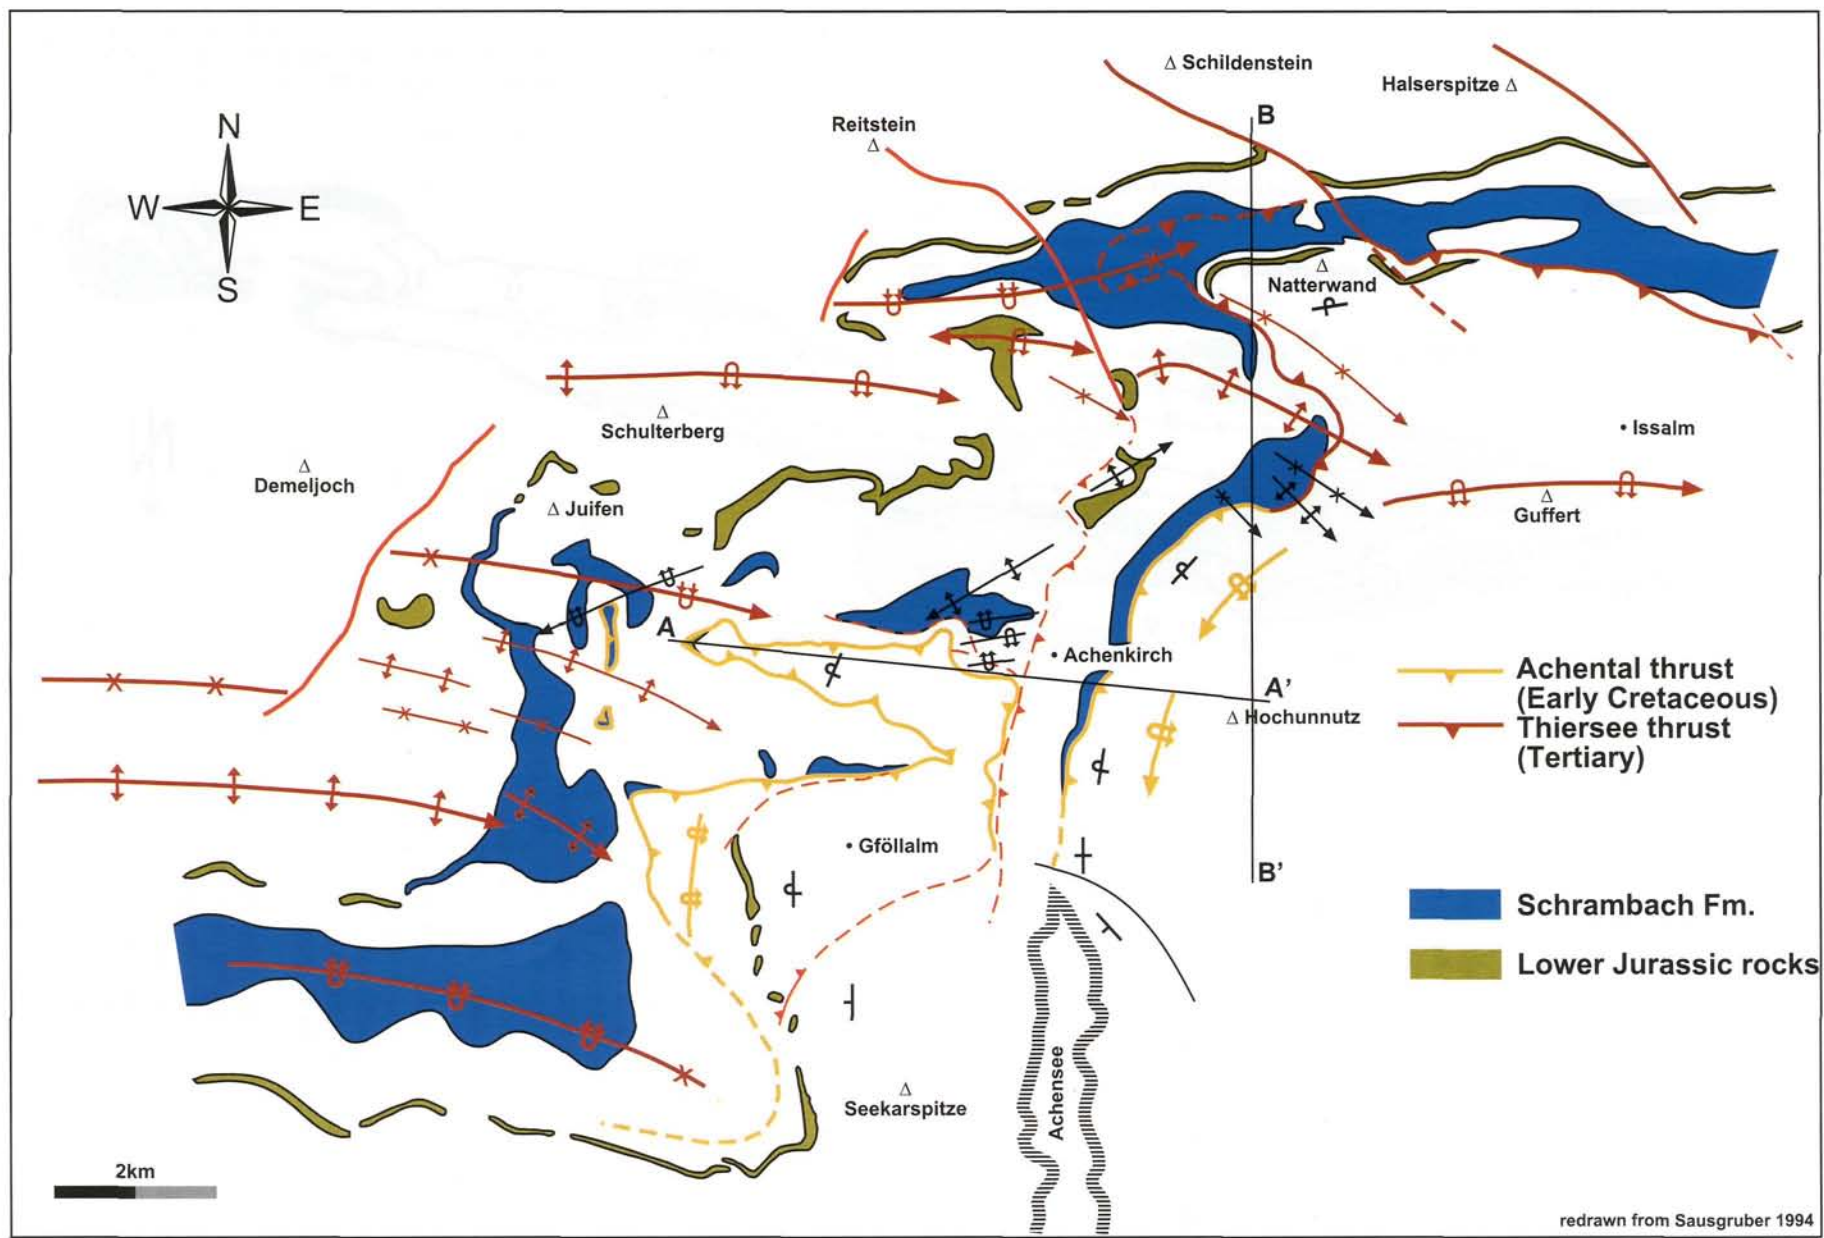 Δ Schildenstein
Halserspitze Δ
B
N
Reitstein
Δ
W
E
S
Δ
Natterwand
Δ
Schulterberg
• Issalm
Δ
Demeljoch
Δ Juifen
Δ
Guffert
A
• Achenkirch
A'
Δ Hochunnutz
Achental thrust
(Early Cretaceous)
Thiersee thrust
(Tertiary)
• Gföllalm
B'
Schrambach Fm.
Lower Jurassic rocks
Achensee
Δ
Seekarspitze
2km
redrawn from Sausgruber 1994